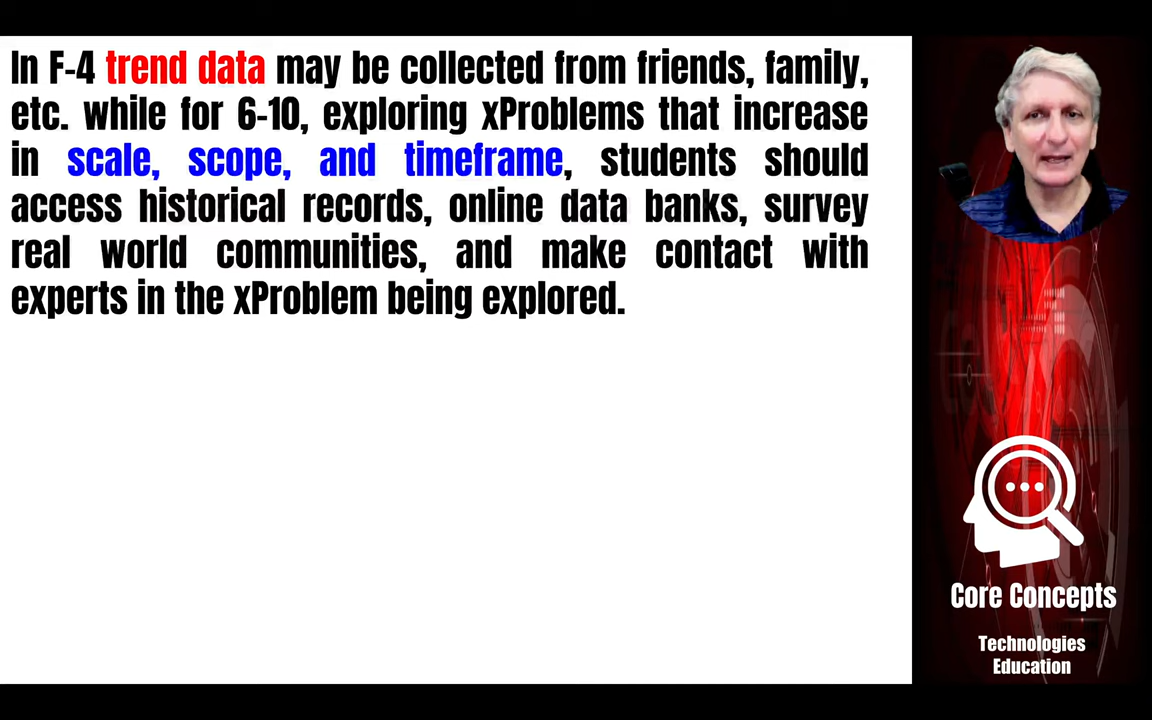 In F-4 trend data may be collected from friends, family,
etc. while for 6-10, exploring xProblems that increase
in scale, scope, and timeframe, students should
access historical records, online data banks, survey
real world communities, and make contact with
experts in the xProblem being explored.
Core Concepts
Technologies
Education